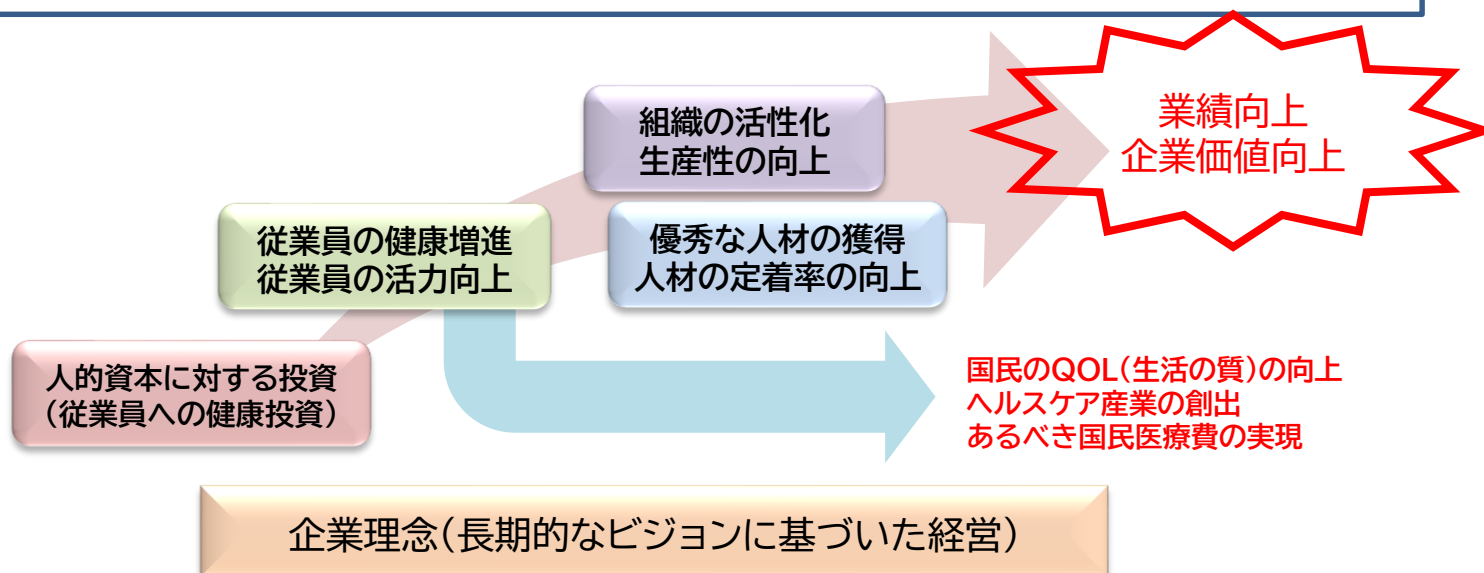 組織の活性化
生産性の向上
業績向上
企業価値向上
従業員の健康増進
従業員の活力向上
優秀な人材の獲得
人材の定着率の向上
人的資本に対する投資
(従業員への健康投資)
国民のQOL(生活の質)の向上
ヘルスケア産業の創出
あるべき国民医療費の実現
企業理念(長期的なビジョンに基づいた経営)